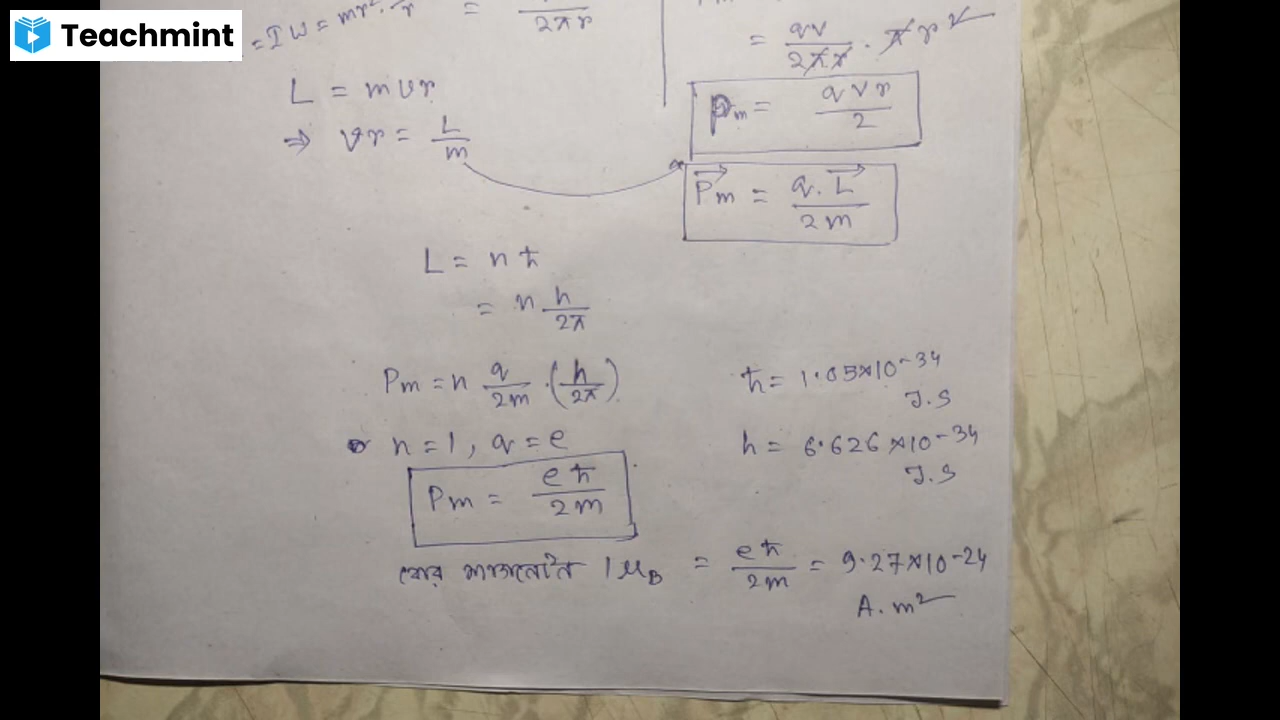 Teachmint
= I ω = mr². v/r = /2πr
= qv/2πr . πr²
L = mvr
Pm = qvr/2
⇒ vr = L/m
P⃗m = q.L⃗/2m
L = nħ
= n h/2π
Pm = n q/2m . (h/2π)
ħ = 1.05×10-34
J.S
n = 1, q = e
h = 6.626×10-34
J.S
Pm = eħ/2m
বোর ম্যাগনেটন 1μB = eħ/2m = 9.27×10-24
A.m²